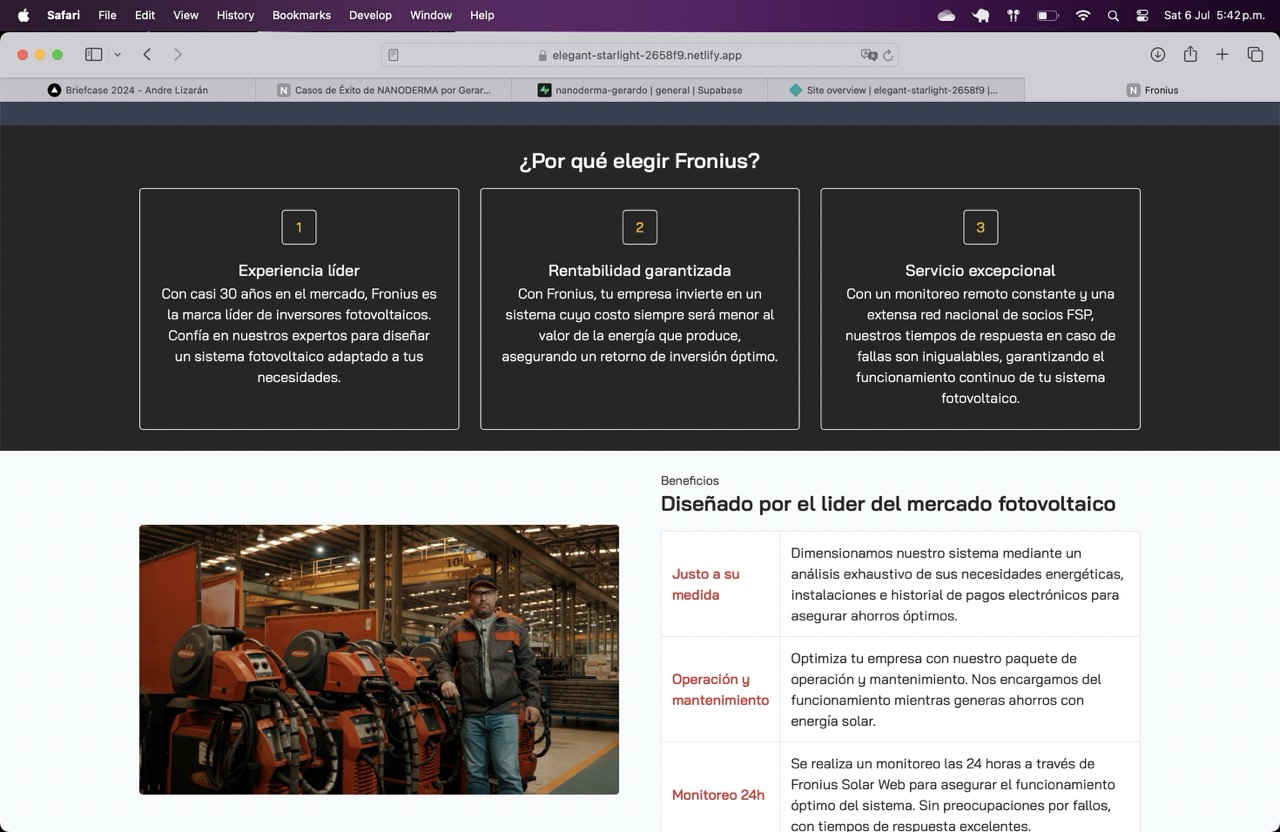 Safari File Edit View History Bookmarks Develop Window Help Sat 6 Jul 5:42 p.m.
elegant-starlight-2658f9.netlify.app
Briefcase 2024 - Andre Lizarán
N Casos de Éxito de NANODERMA por Gerar...
nanoderma-gerardo | general | Supabase
Site overview | elegant-starlight-2658f9 |...
N Fronius
¿Por qué elegir Fronius?
1
Experiencia líder
Con casi 30 años en el mercado, Fronius es
la marca líder de inversores fotovoltaicos.
Confía en nuestros expertos para diseñar
un sistema fotovoltaico adaptado a tus
necesidades.
2
Rentabilidad garantizada
Con Fronius, tu empresa invierte en un
sistema cuyo costo siempre será menor al
valor de la energía que produce,
asegurando un retorno de inversión óptimo.
3
Servicio excepcional
Con un monitoreo remoto constante y una
extensa red nacional de socios FSP,
nuestros tiempos de respuesta en caso de
fallas son inigualables, garantizando el
funcionamiento continuo de tu sistema
fotovoltaico.
Beneficios
Diseñado por el lider del mercado fotovoltaico
Justo a su
medida
Dimensionamos nuestro sistema mediante un
análisis exhaustivo de sus necesidades energéticas,
instalaciones e historial de pagos electrónicos para
asegurar ahorros óptimos.
Operación y
mantenimiento
Optimiza tu empresa con nuestro paquete de
operación y mantenimiento. Nos encargamos del
funcionamiento mientras generas ahorros con
energía solar.
Monitoreo 24h
Se realiza un monitoreo las 24 horas a través de
Fronius Solar Web para asegurar el funcionamiento
óptimo del sistema. Sin preocupaciones por fallos,
con tiempos de respuesta excelentes.